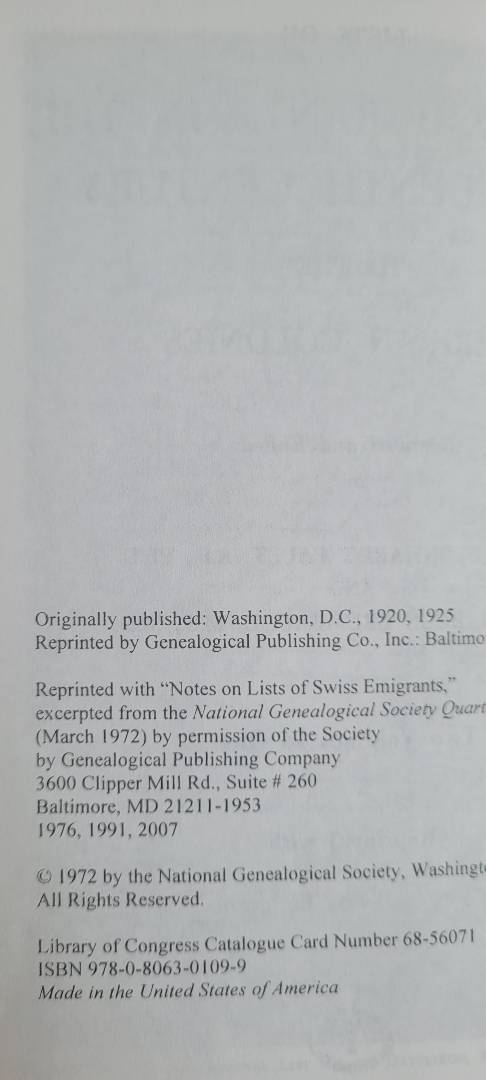 Originally published: Washington, D.C., 1920, 1925
Reprinted by Genealogical Publishing Co., Inc.: Baltimo
Reprinted with “Notes on Lists of Swiss Emigrants,”
excerpted from the National Genealogical Society Quart
(March 1972) by permission of the Society
by Genealogical Publishing Company
3600 Clipper Mill Rd., Suite # 260
Baltimore, MD 21211-1953
1976, 1991, 2007
© 1972 by the National Genealogical Society, Washingt
All Rights Reserved.
Library of Congress Catalogue Card Number 68-56071
ISBN 978-0-8063-0109-9
Made in the United States of America